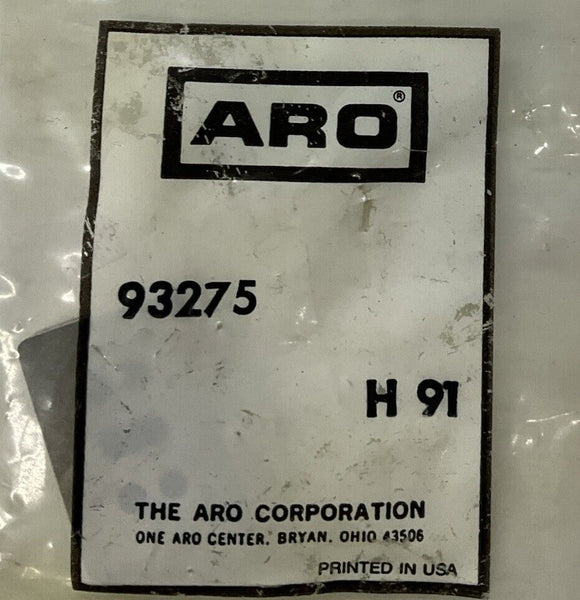 ARO®
93275
H 91
THE ARO CORPORATION
ONE ARO CENTER. BRYAN. OHIO 43506
PRINTED IN USA